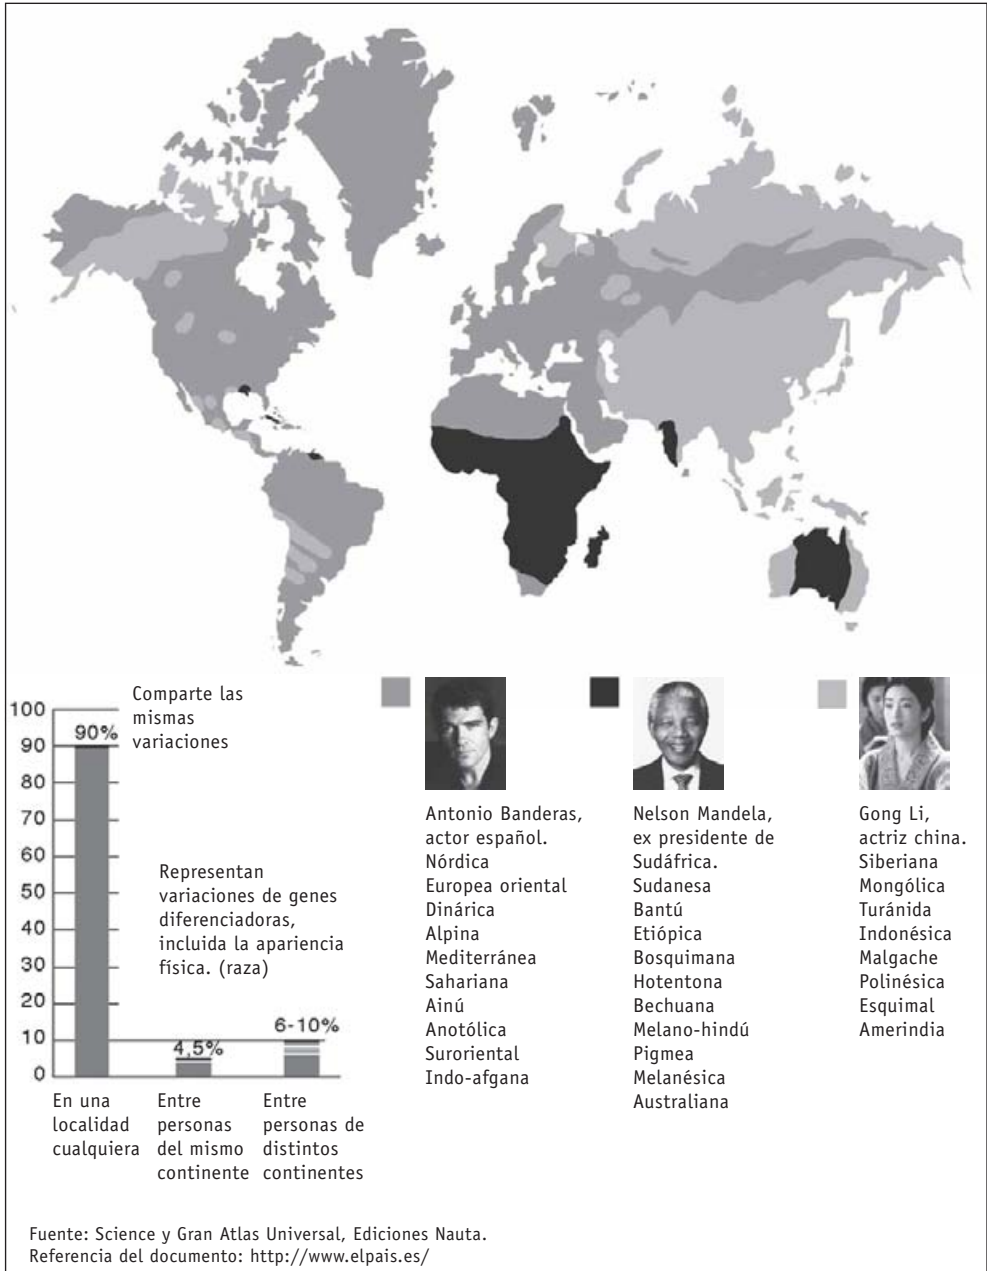 Comparte las
mismas
variaciones
100
90
80
70
60
50
40
30
20
10
0
90%
4,5%
6-10%
Representan
variaciones de genes
diferenciadoras,
incluida la apariencia
física. (raza)
En una
localidad
cualquiera
Entre
personas
del mismo
continente
Entre
personas de
distintos
continentes
Antonio Banderas,
actor español.
Nórdica
Europea oriental
Dinárica
Alpina
Mediterránea
Sahariana
Ainú
Anotólica
Suroriental
Indo-afgana
Nelson Mandela,
ex presidente de
Sudáfrica.
Sudanesa
Bantú
Etiópica
Bosquimana
Hotentona
Bechuana
Melano-hindú
Pigmea
Melanésica
Australiana
Gong Li,
actriz china.
Siberiana
Mongólica
Turánida
Indonésica
Malgache
Polinésica
Esquimal
Amerindia
Fuente: Science y Gran Atlas Universal, Ediciones Nauta.
Referencia del documento: http://www.elpais.es/